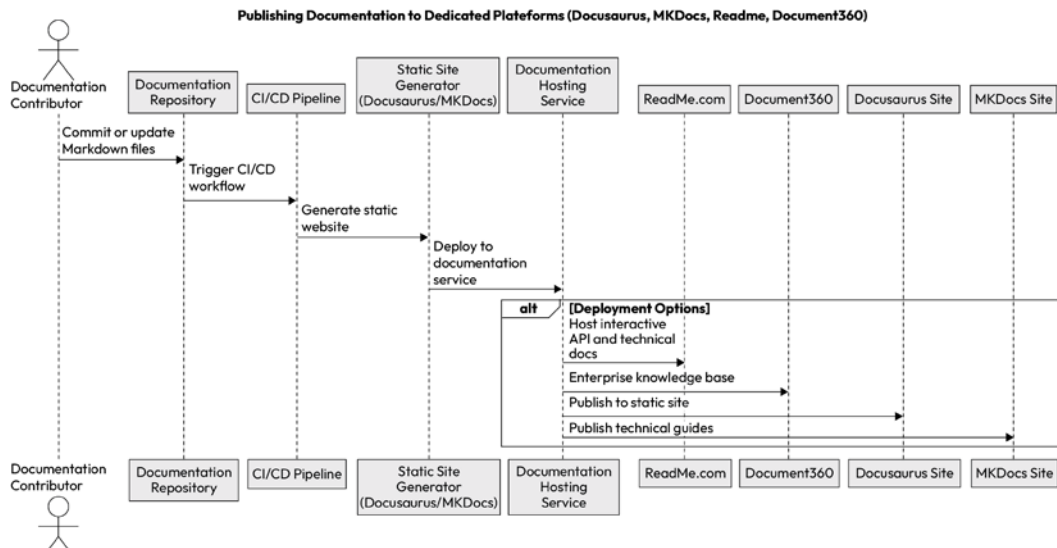 Publishing Documentation to Dedicated Plateforms (Docusaurus, MKDocs, Readme, Document360)
Documentation
Contributor
Documentation
Repository
CI/CD Pipeline
Static Site
Generator
(Docusaurus/MKDocs)
Documentation
Hosting
Service
ReadMe.com
Document360
Docusaurus Site
MKDocs Site
Commit or update
Markdown files
Trigger CI/CD
workflow
Generate static
website
Deploy to
documentation
service
alt
[Deployment Options]
Host interactive
API and technical
docs
Enterprise knowledge base
Publish to static site
Publish technical guides
Documentation
Contributor
Documentation
Repository
CI/CD Pipeline
Static Site
Generator
(Docusaurus/MKDocs)
Documentation
Hosting
Service
ReadMe.com
Document360
Docusaurus Site
MKDocs Site